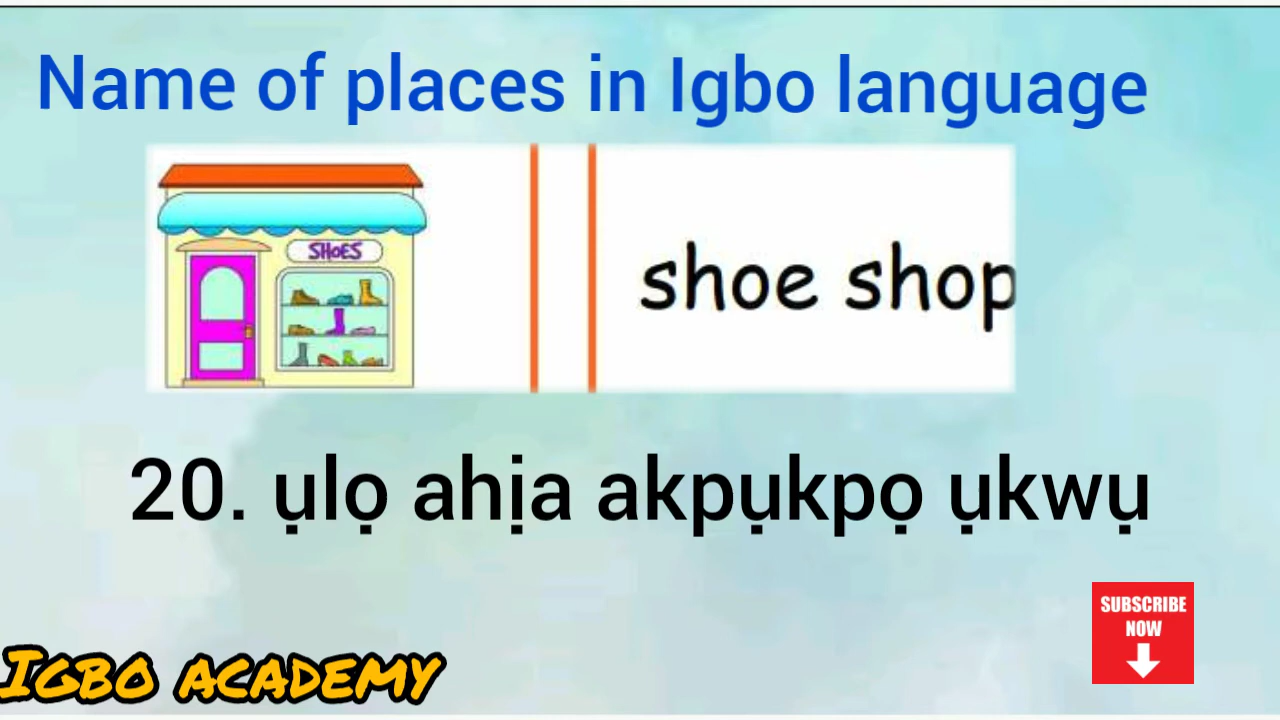 Name of places in Igbo language
SHOES
shoe shop
20. ụlọ ahịa akpụkpọ ụkwụ
SUBSCRIBE
NOW
IGBO ACADEMY